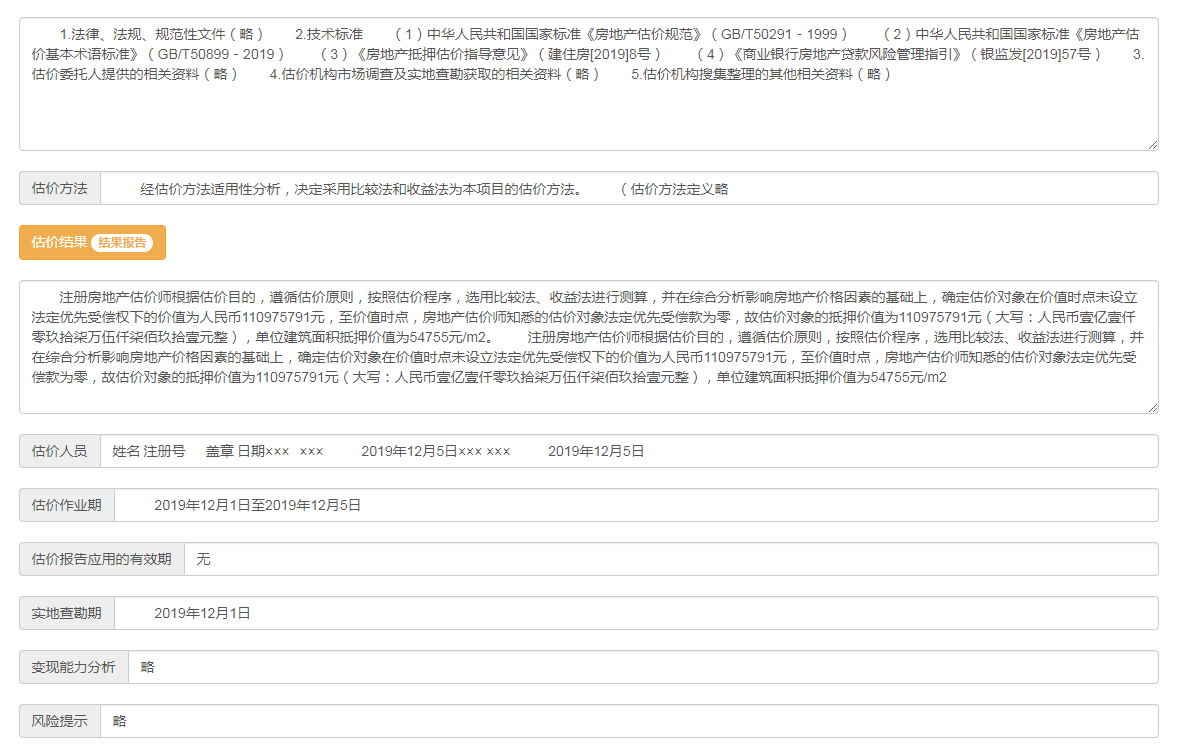 1.法律、法规、规范性文件（略） 2.技术标准 （1）中华人民共和国国家标准《房地产估价规范》（GB/T50291－1999） （2）中华人民共和国国家标准《房地产估
价基本术语标准》（GB/T50899－2019） （3）《房地产抵押估价指导意见》（建住房[2019]8号） （4）《商业银行房地产贷款风险管理指引》（银监发[2019]57号） 3.
估价委托人提供的相关资料（略） 4.估价机构市场调查及实地查勘获取的相关资料（略） 5.估价机构搜集整理的其他相关资料（略）
估价方法 经估价方法适用性分析，决定采用比较法和收益法为本项目的估价方法。 （估价方法定义略
估价结果 结果报告
注册房地产估价师根据估价目的，遵循估价原则，按照估价程序，选用比较法、收益法进行测算，并在综合分析影响房地产价格因素的基础上，确定估价对象在价值时点未设立
法定优先受偿权下的价值为人民币110975791元，至价值时点，房地产估价师知悉的估价对象法定优先受偿款为零，故估价对象的抵押价值为110975791元（大写：人民币壹亿壹仟
零玖拾柒万伍仟柒佰玖拾壹元整），单位建筑面积抵押价值为54755元/m2。 注册房地产估价师根据估价目的，遵循估价原则，按照估价程序，选用比较法、收益法进行测算，并
在综合分析影响房地产价格因素的基础上，确定估价对象在价值时点未设立法定优先受偿权下的价值为人民币110975791元，至价值时点，房地产估价师知悉的估价对象法定优先受
偿款为零，故估价对象的抵押价值为110975791元（大写：人民币壹亿壹仟零玖拾柒万伍仟柒佰玖拾壹元整），单位建筑面积抵押价值为54755元/m2
估价人员 姓名 注册号 盖章 日期××× ××× 2019年12月5日××× ××× 2019年12月5日
估价作业期 2019年12月1日至2019年12月5日
估价报告应用的有效期 无
实地查勘期 2019年12月1日
变现能力分析 略
风险提示 略